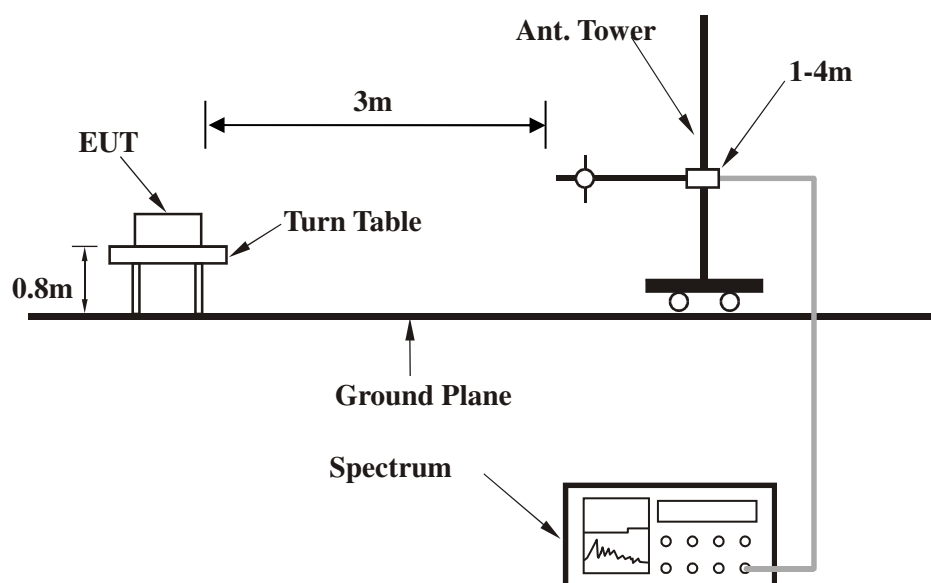 Ant. Tower
1-4m
3m
EUT
Turn Table
0.8m
Ground Plane
Spectrum